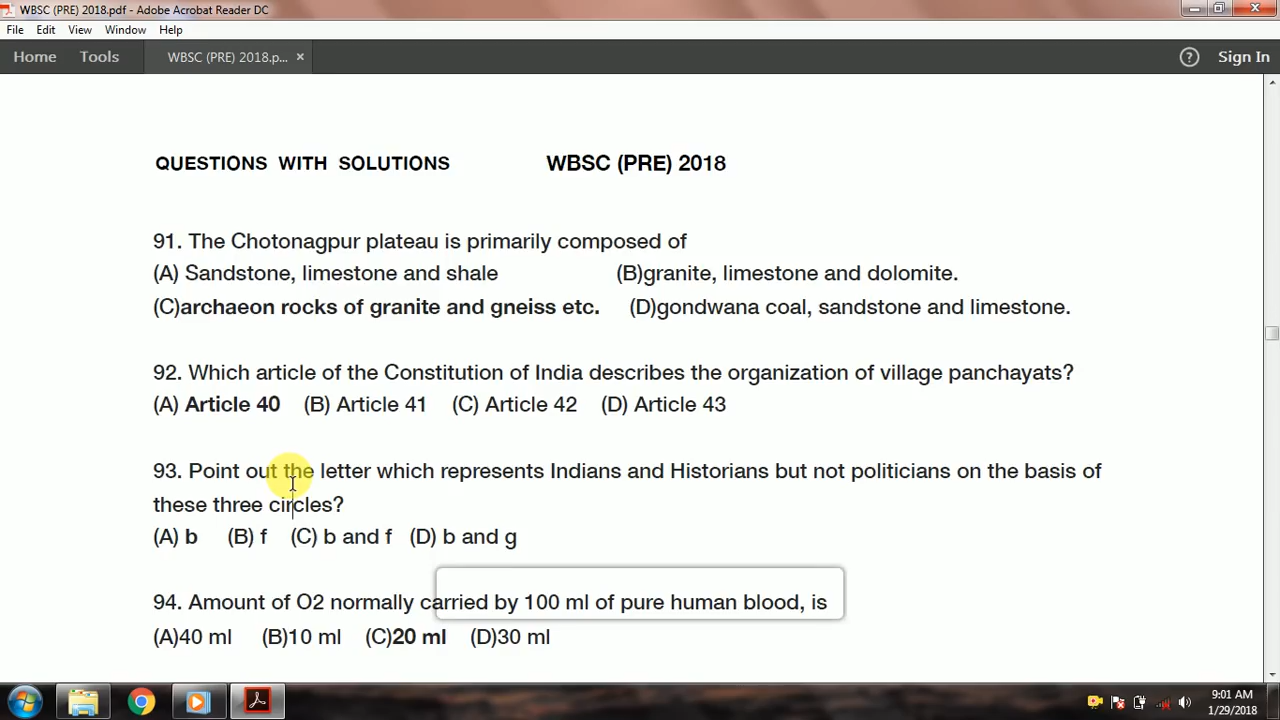 WBSC (PRE) 2018.pdf - Adobe Acrobat Reader DC
File Edit View Window Help
Home Tools WBSC (PRE) 2018.p... × ? Sign In
QUESTIONS WITH SOLUTIONS WBSC (PRE) 2018
91. The Chotonagpur plateau is primarily composed of
(A) Sandstone, limestone and shale (B)granite, limestone and dolomite.
(C)archaeon rocks of granite and gneiss etc. (D)gondwana coal, sandstone and limestone.
92. Which article of the Constitution of India describes the organization of village panchayats?
(A) Article 40 (B) Article 41 (C) Article 42 (D) Article 43
93. Point out the letter which represents Indians and Historians but not politicians on the basis of
these three circles?
(A) b (B) f (C) b and f (D) b and g
94. Amount of O2 normally carried by 100 ml of pure human blood, is
(A)40 ml (B)10 ml (C)20 ml (D)30 ml
9:01 AM
1/29/2018